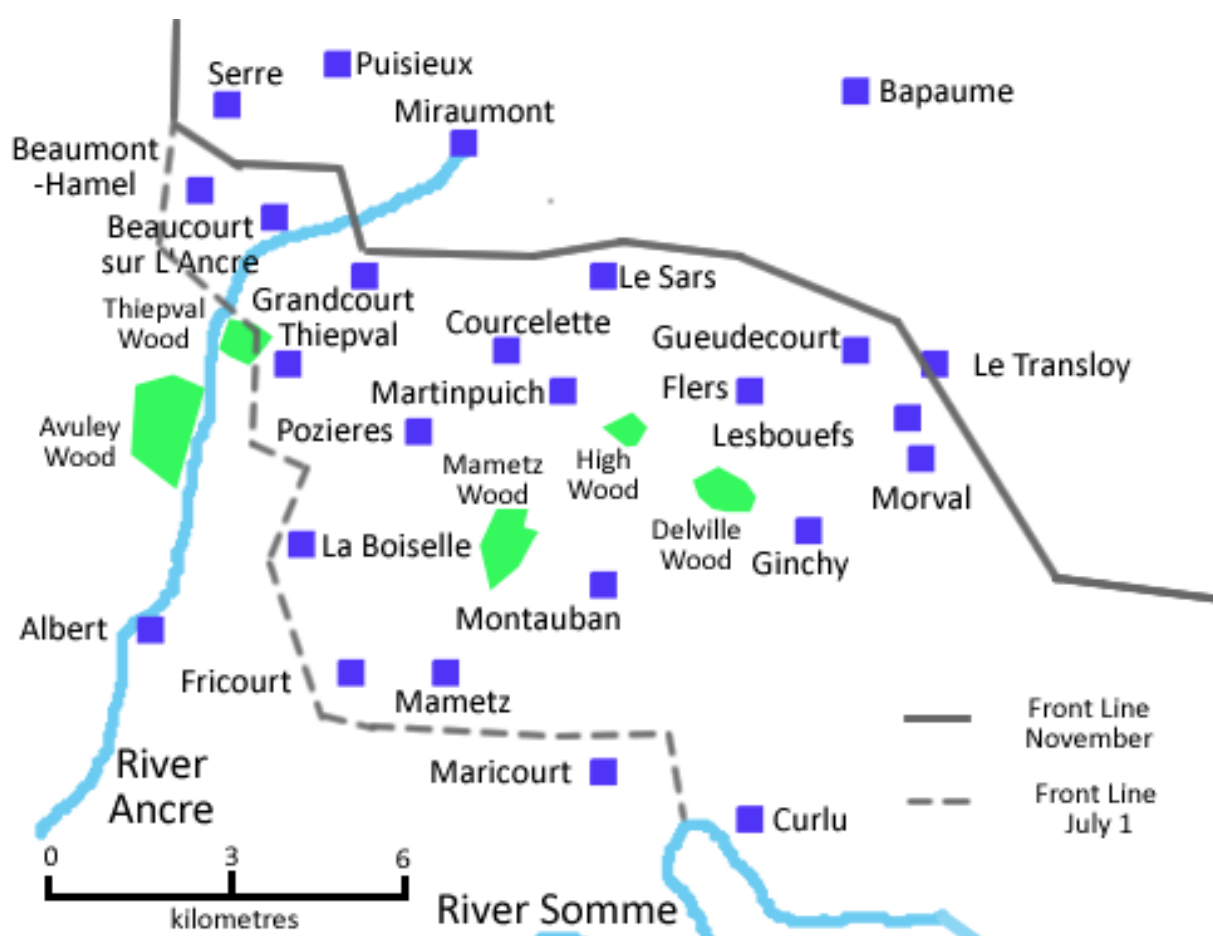 Serre
Puisieux
Bapaume
Miraumont
Beaumont
-Hamel
Beaucourt
sur L'Ancre
Le Sars
Grandcourt
Thiepval
Wood
Thiepval
Courcelette
Gueudecourt
Le Transloy
Martinpuich
Flers
Avuley
Wood
Pozieres
Lesbouefs
Mametz
Wood
High
Wood
Morval
Delville
Wood
La Boiselle
Ginchy
Montauban
Albert
Fricourt
Mametz
Front Line
November
River
Ancre
Maricourt
Front Line
July 1
Curlu
0 3 6
kilometres
River Somme